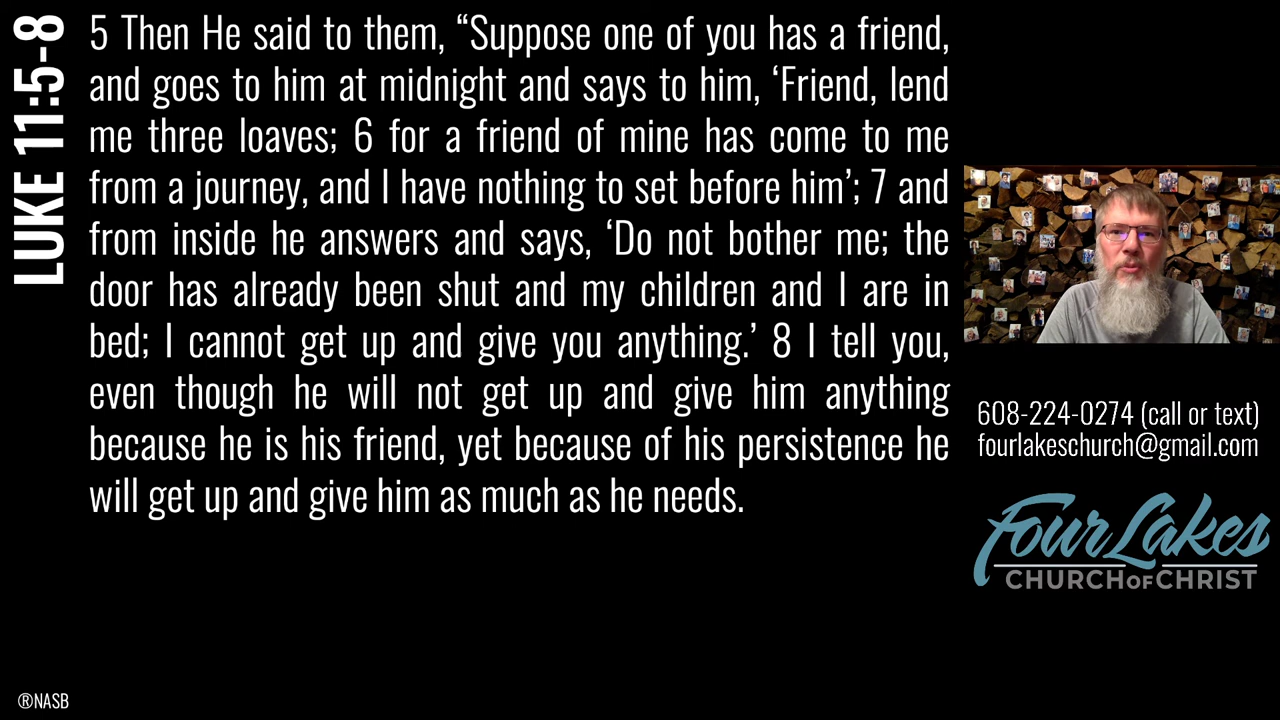 LUKE 11:5-8
5 Then He said to them, “Suppose one of you has a friend,
and goes to him at midnight and says to him, ‘Friend, lend
me three loaves; 6 for a friend of mine has come to me
from a journey, and I have nothing to set before him’; 7 and
from inside he answers and says, ‘Do not bother me; the
door has already been shut and my children and I are in
bed; I cannot get up and give you anything.’ 8 I tell you,
even though he will not get up and give him anything
because he is his friend, yet because of his persistence he
will get up and give him as much as he needs.
608-224-0274 (call or text)
fourlakeschurch@gmail.com
Four Lakes
CHURCH OF CHRIST
®NASB